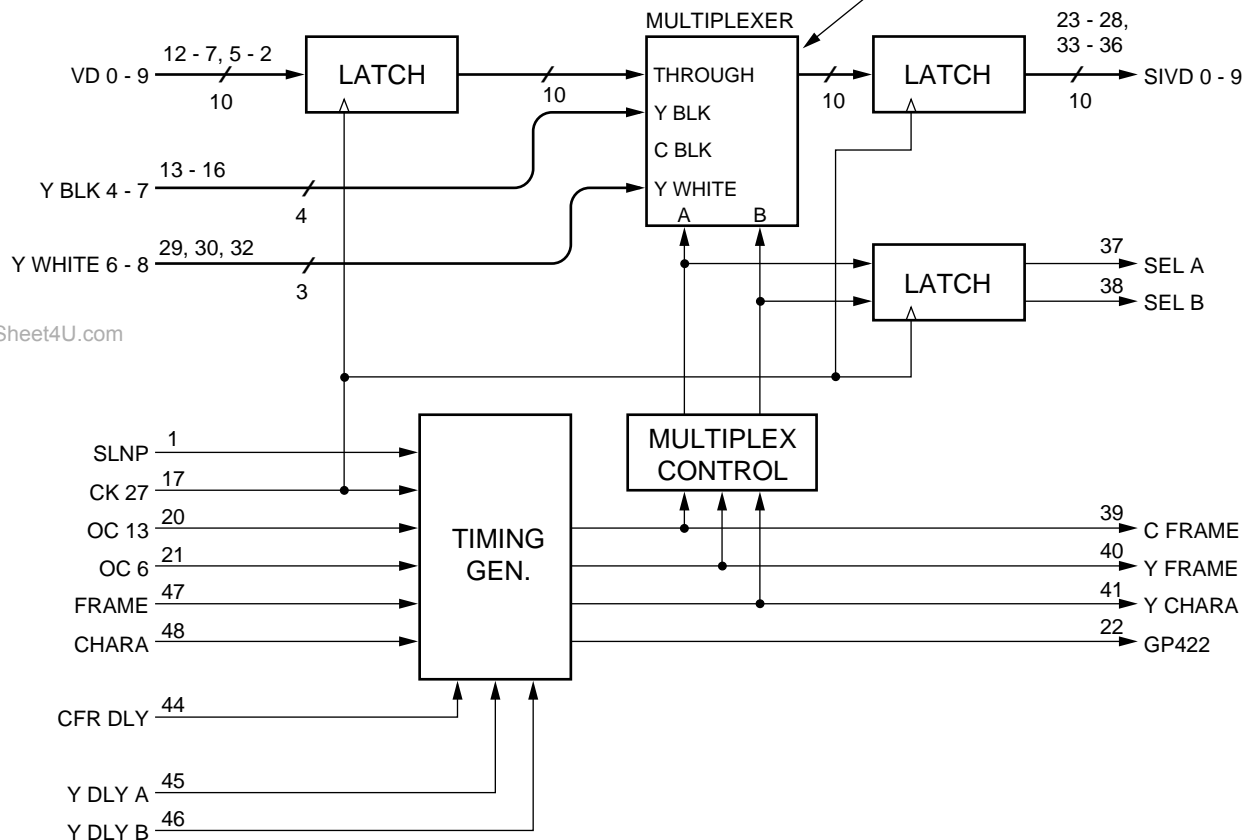 MULTIPLEXER
23 - 28,
33 - 36
12 - 7, 5 - 2
VD 0 - 9
10
LATCH
10
THROUGH
10
LATCH
10
SIVD 0 - 9
Y BLK
C BLK
13 - 16
Y BLK 4 - 7
4
Y WHITE
A B
29, 30, 32
Y WHITE 6 - 8
3
LATCH
37
SEL A
38
SEL B
Sheet4U.com
MULTIPLEX
CONTROL
SLNP 1
CK 27 17
OC 13 20
OC 6 21
FRAME 47
CHARA 48
TIMING
GEN.
39
C FRAME
40
Y FRAME
41
Y CHARA
22
GP422
CFR DLY 44
Y DLY A 45
Y DLY B 46